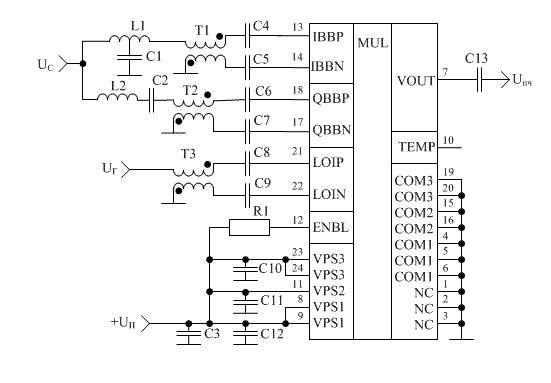 L1
T1
C4
13
IBBP
MUL
C1
C13
Uс
C5
14
IBBN
7
VOUT
Uпч
C2
T2
C6
18
QBBP
L2
C7
17
QBBN
TEMP
10
T3
C8
21
LOIP
Uг
C9
22
LOIN
COM3
19
COM3
20
COM2
15
R1
12
ENBL
COM2
16
COM1
4
COM1
5
23
VPS3
C10
24
VPS3
COM1
6
11
VPS2
NC
1
C11
8
VPS1
NC
2
+Uп
9
VPS1
NC
3
C3
C12